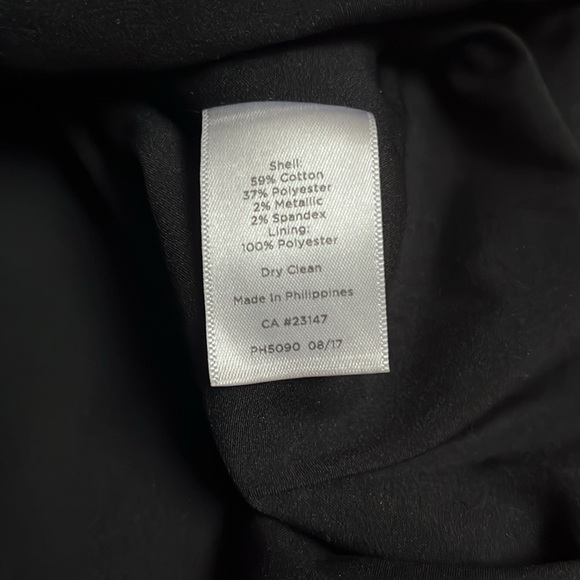 Shell:
59% Cotton
37% Polyester
2% Metallic
2% Spandex
Lining:
100% Polyester
Dry Clean
Made In Philippines
CA #23147
PH5090 08/17